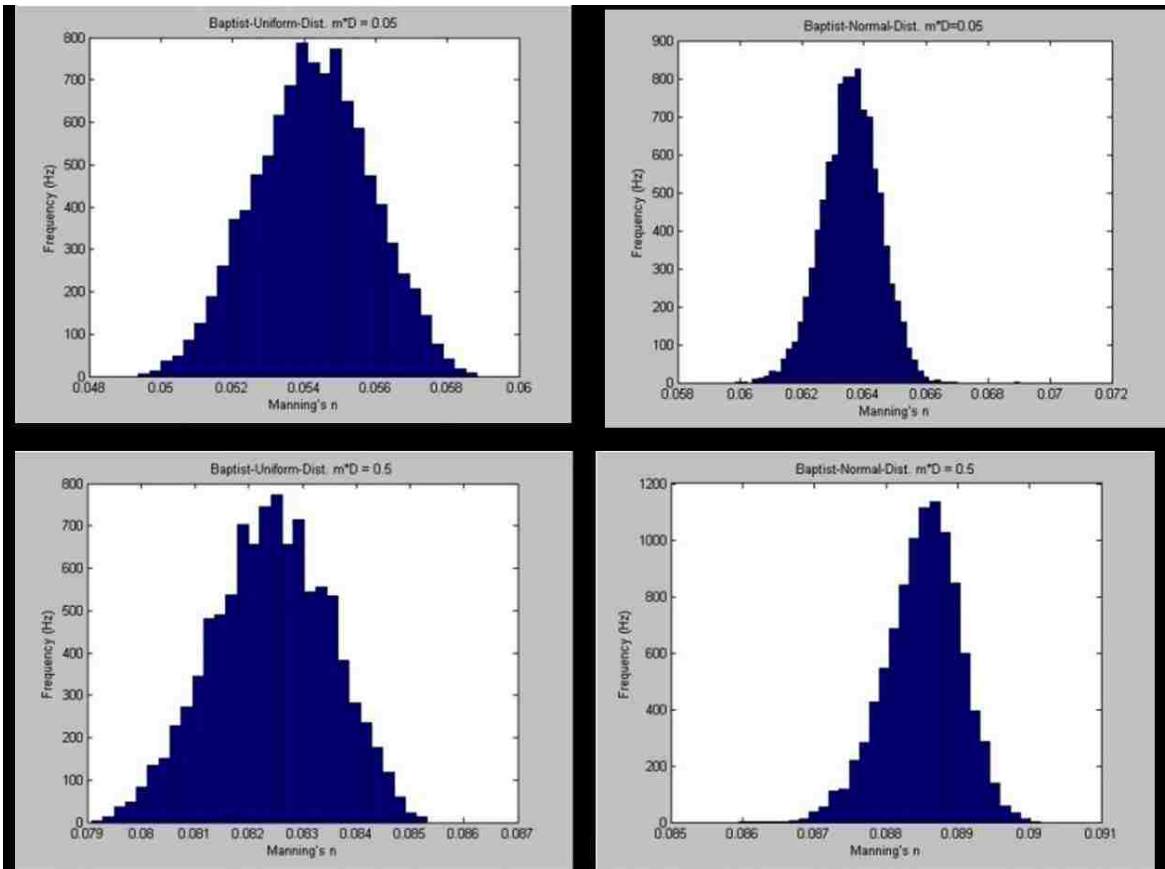 Baptist-Uniform-Dist. m*D = 0.05
800
700
600
500
400
300
200
100
0
Frequency (Hz)
0.048 0.05 0.052 0.054 0.056 0.058 0.06
Manning's n
Baptist-Normal-Dist. m*D=0.05
900
800
700
600
500
400
300
200
100
0
Frequency (Hz)
0.058 0.06 0.062 0.064 0.066 0.068 0.07 0.072
Manning's n
Baptist-Uniform-Dist. m*D = 0.5
800
700
600
500
400
300
200
100
0
Frequency (Hz)
0.079 0.08 0.081 0.082 0.083 0.084 0.085 0.086 0.087
Manning's n
Baptist-Normal-Dist. m*D = 0.5
1200
1000
800
600
400
200
0
Frequency (Hz)
0.085 0.086 0.087 0.088 0.089 0.09 0.091
Manning's n